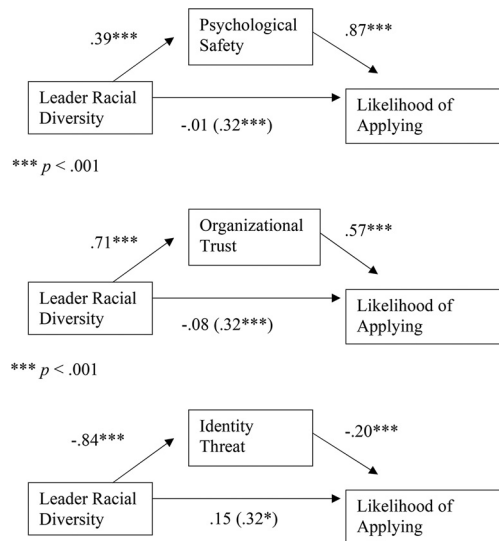 Psychological
Safety
.39***
.87***
Leader Racial
Diversity
Likelihood of
Applying
-.01 (.32***)
*** p < .001
Organizational
Trust
.71***
.57***
Leader Racial
Diversity
Likelihood of
Applying
-.08 (.32***)
*** p < .001
Identity
Threat
-.84***
-.20***
Leader Racial
Diversity
Likelihood of
Applying
.15 (.32*)